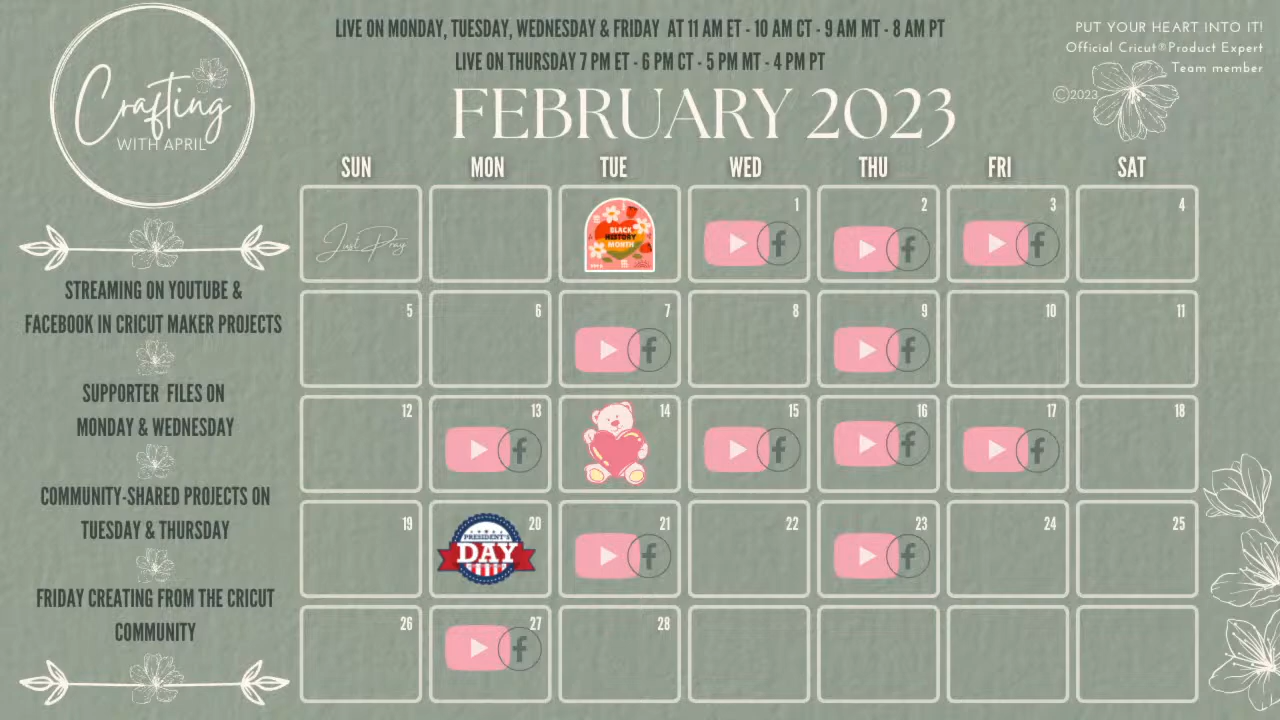 LIVE ON MONDAY, TUESDAY, WEDNESDAY & FRIDAY AT 11 AM ET - 10 AM CT - 9 AM MT - 8 AM PT
LIVE ON THURSDAY 7 PM ET - 6 PM CT - 5 PM MT - 4 PM PT
PUT YOUR HEART INTO IT!
Official Cricut®Product Expert
Team member
©2023
Crafting
WITH APRIL
FEBRUARY 2023
STREAMING ON YOUTUBE &
FACEBOOK IN CRICUT MAKER PROJECTS
SUPPORTER FILES ON
MONDAY & WEDNESDAY
COMMUNITY-SHARED PROJECTS ON
TUESDAY & THURSDAY
FRIDAY CREATING FROM THE CRICUT
COMMUNITY
SUN MON TUE WED THU FRI SAT
Just Pray
BLACK
HISTORY
MONTH
1 2 3 4
5 6 7 8 9 10 11
12 13 14 15 16 17 18
19 20 21 22 23 24 25
PRESIDENT'S
DAY
26 27 28